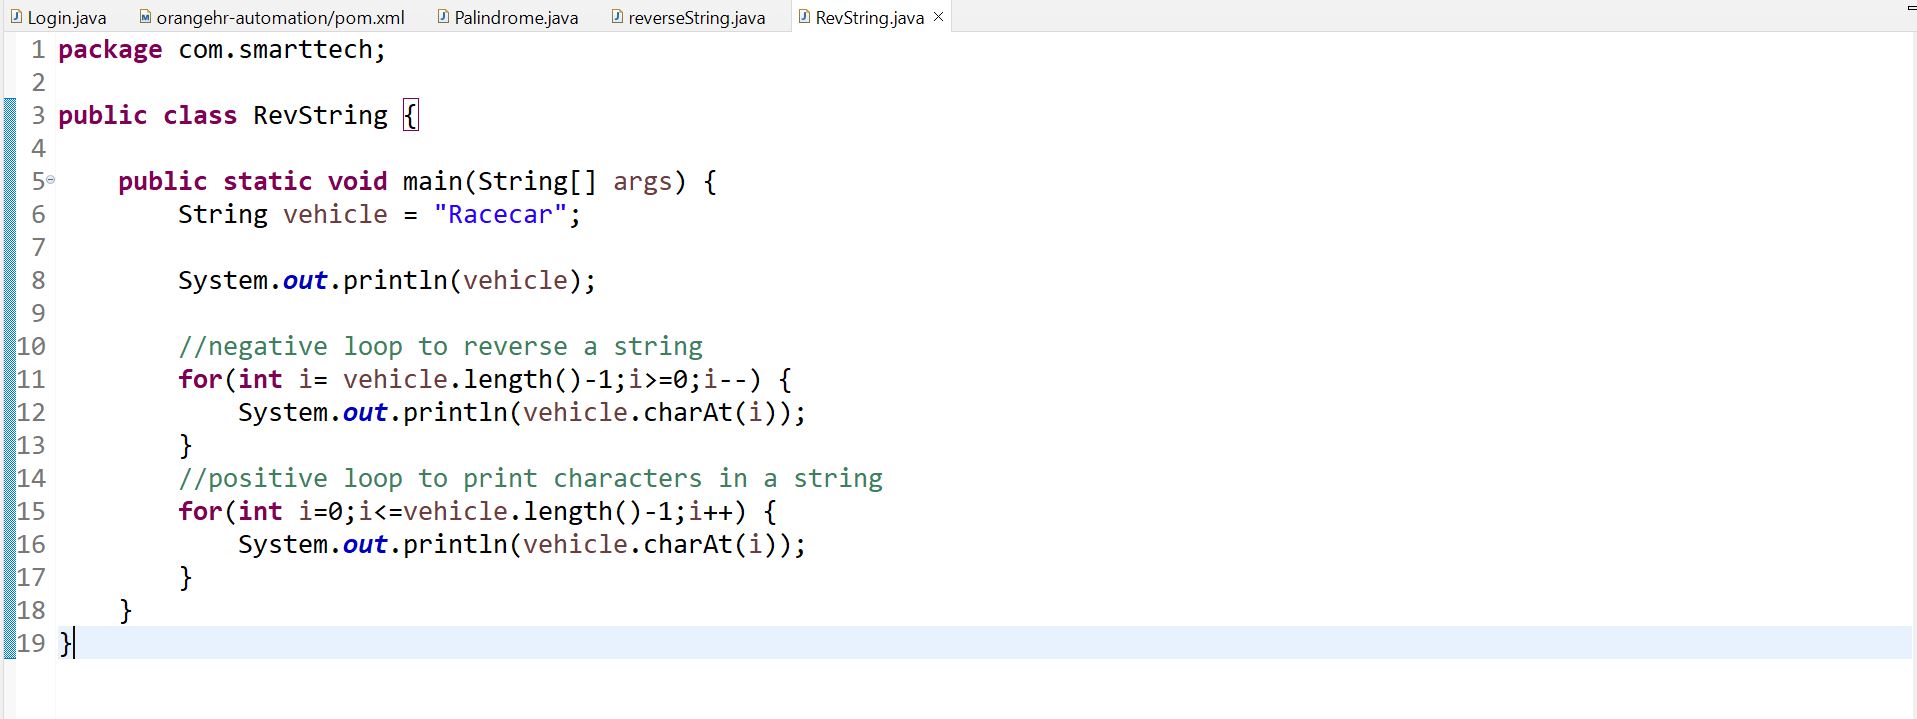 Login.java orangehr-automation/pom.xml Palindrome.java reverseString.java RevString.java
1 package com.smarttech;
2
3 public class RevString {
4
5     public static void main(String[] args) {
6         String vehicle = "Racecar";
7
8         System.out.println(vehicle);
9
10         //negative loop to reverse a string
11         for(int i= vehicle.length()-1;i>=0;i--) {
12             System.out.println(vehicle.charAt(i));
13         }
14         //positive loop to print characters in a string
15         for(int i=0;i<=vehicle.length()-1;i++) {
16             System.out.println(vehicle.charAt(i));
17         }
18     }
19 }